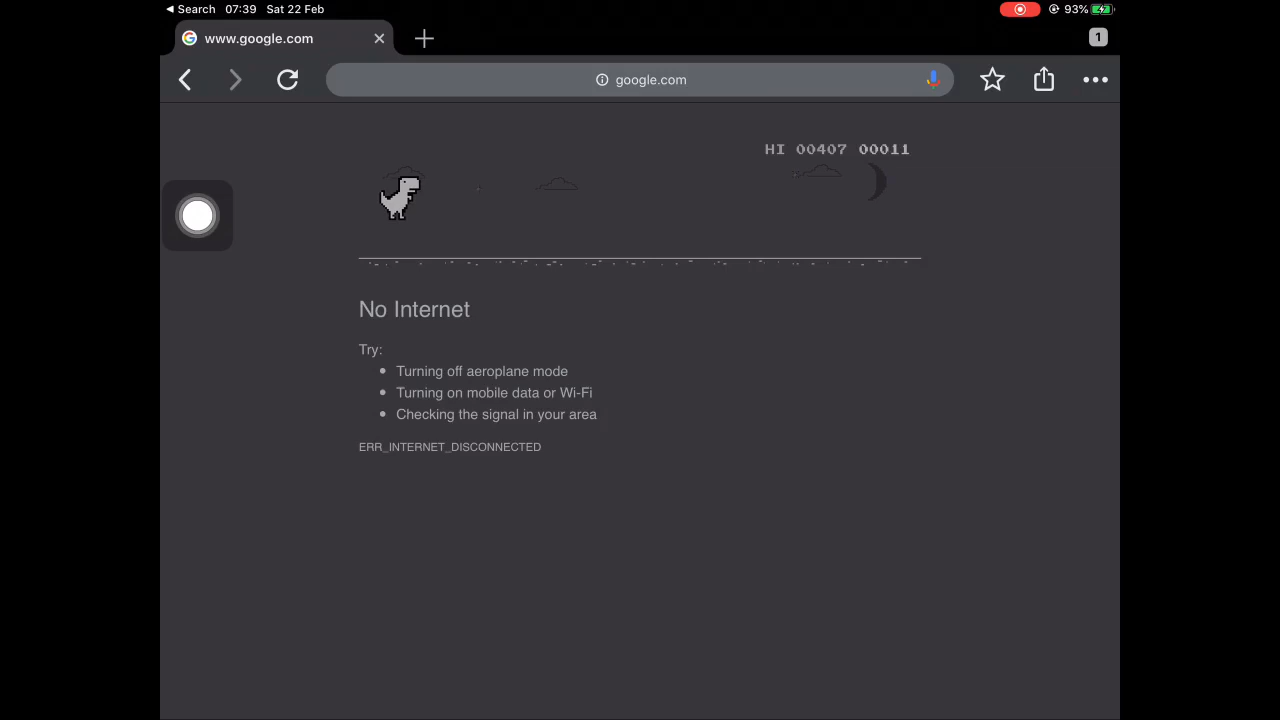 Search 07:39 Sat 22 Feb 93%
www.google.com 1
google.com
HI 00407 00011
No Internet
Try:
Turning off aeroplane mode
Turning on mobile data or Wi-Fi
Checking the signal in your area
ERR_INTERNET_DISCONNECTED